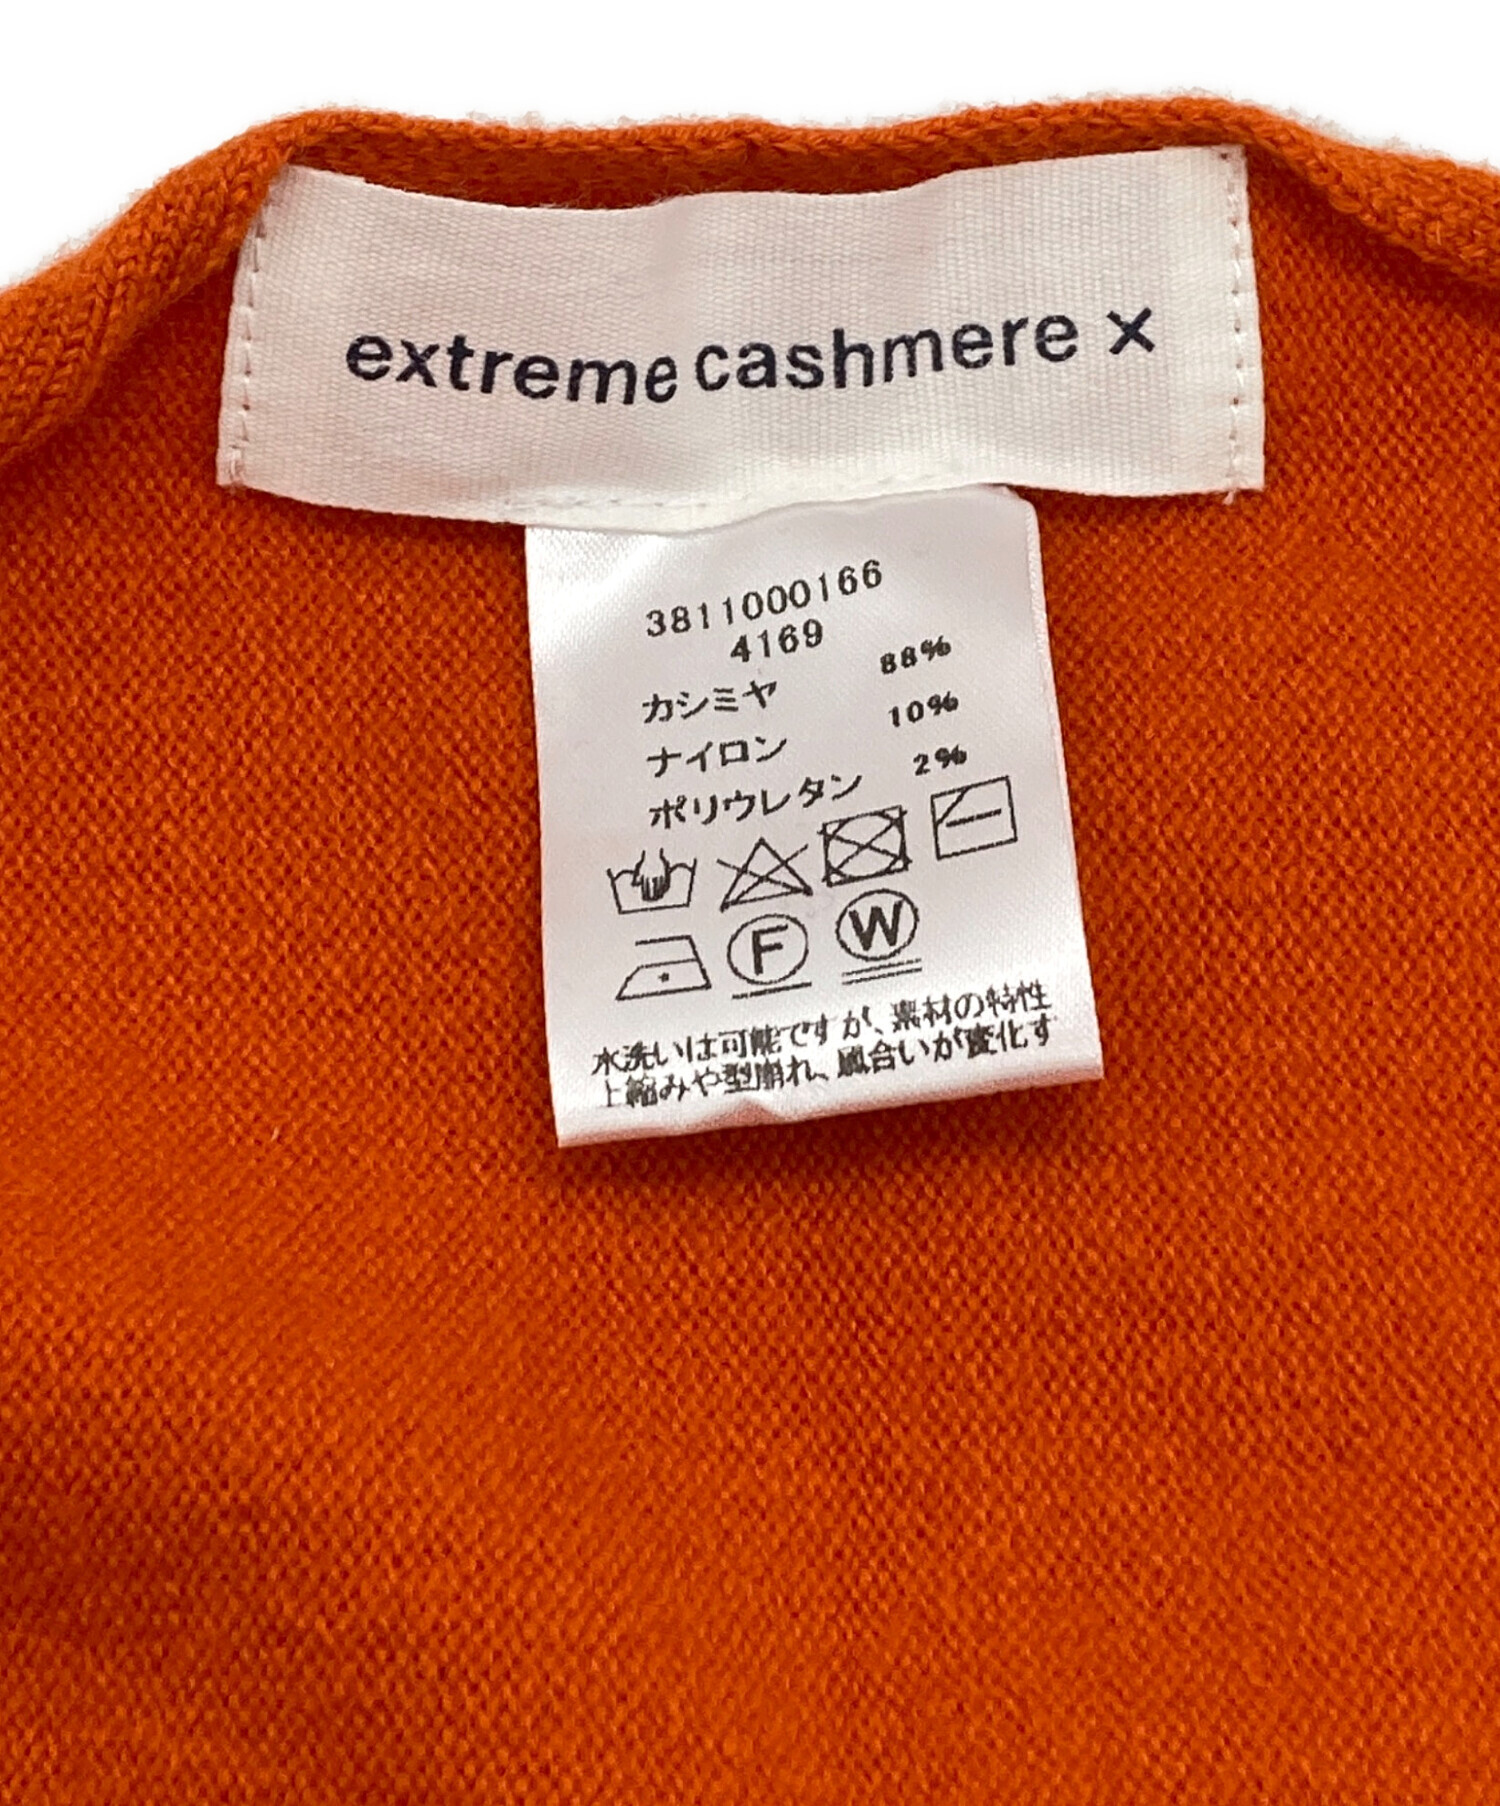 extreme cashmere x
3811000166
4169
カシミヤ 88%
ナイロン 10%
ポリウレタン 2%
F W
水洗いは可能ですが、素材の特性
上縮みや型崩れ、風合いが変化す